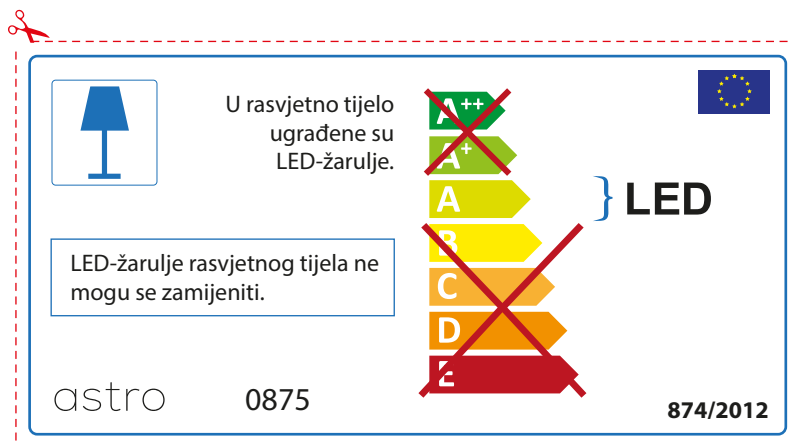 U rasvjetno tijelo
ugrađene su
LED-žarulje.
LED-žarulje rasvjetnog tijela ne
mogu se zamijeniti.
A++
A+
A
B
C
D
E
LED
astro
0875
874/2012